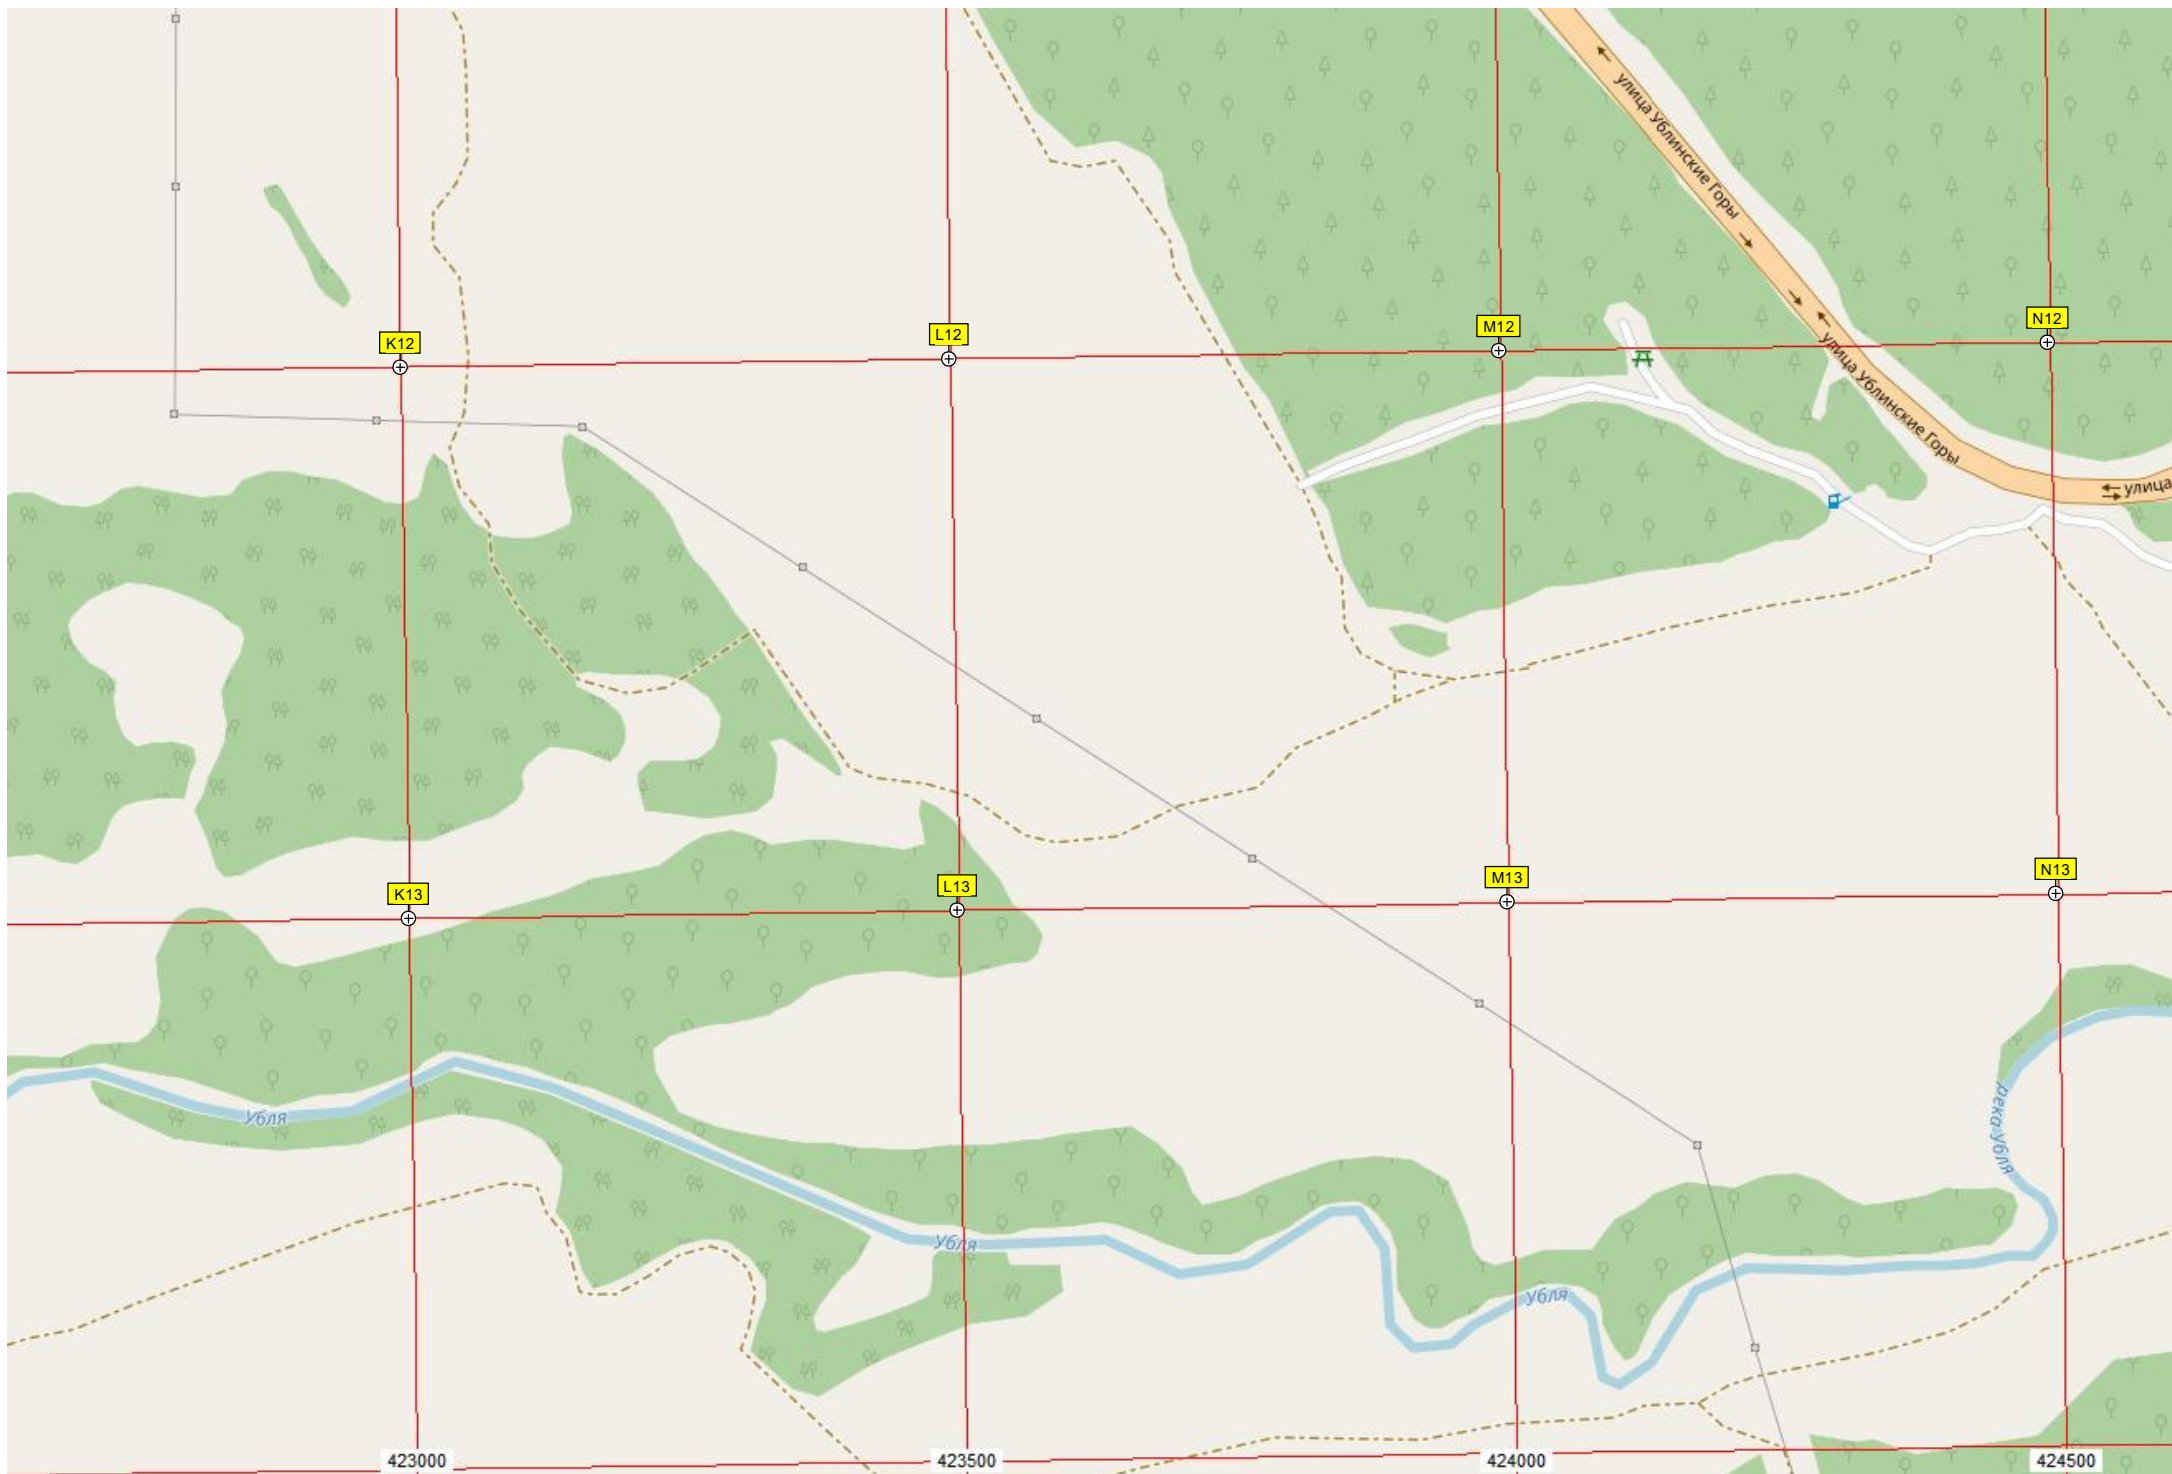 улица Ублинские Горы
K12
L12
M12
N12
улица Ублинские Горы
улица
K13
L13
M13
N13
Убля
река Убля
Убля
Убля
423000
423500
424000
424500